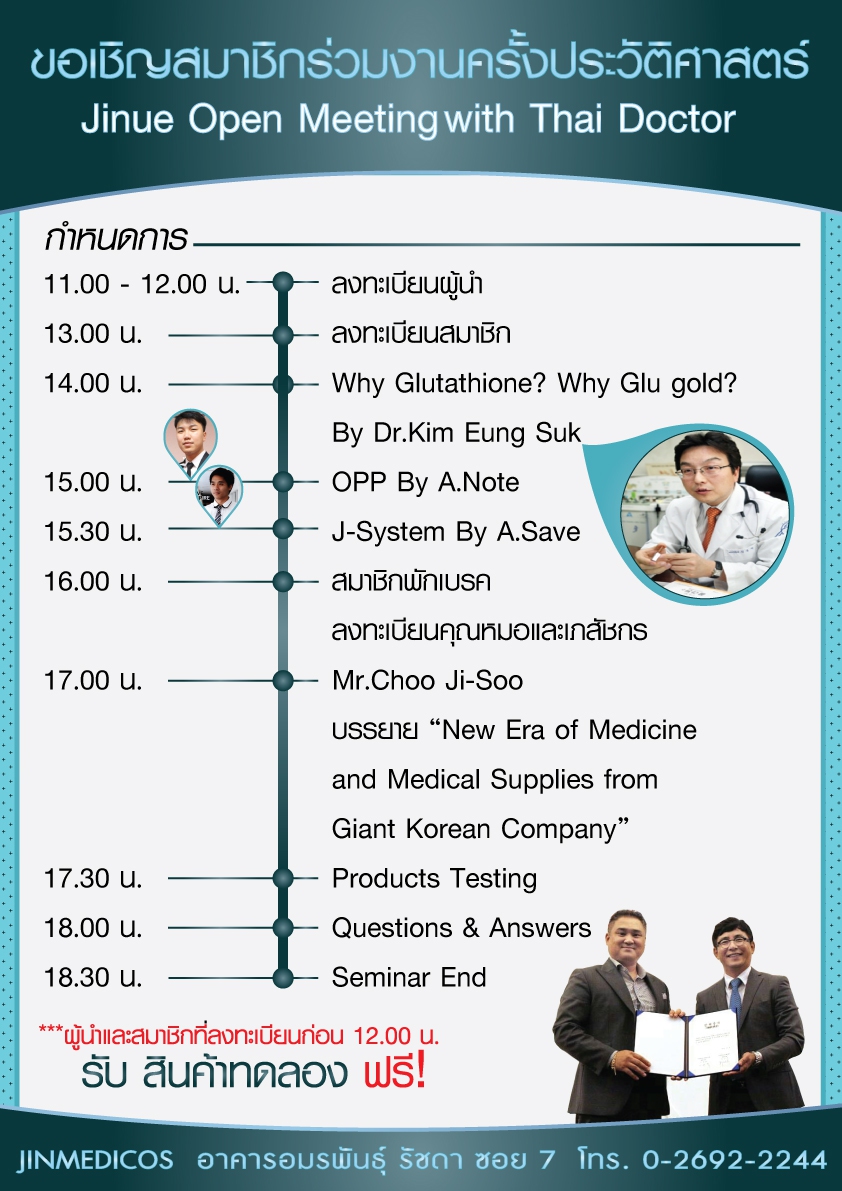 ขอเชิญสมาชิกร่วมงานครั้งประวัติศาสตร์
Jinue Open Meeting with Thai Doctor
กำหนดการ
11.00 - 12.00 น. ลงทะเบียนผู้นำ
13.00 น. ลงทะเบียนสมาชิก
14.00 น. Why Glutathione? Why Glu gold?
By Dr.Kim Eung Suk
15.00 น. OPP By A.Note
15.30 น. J-System By A.Save
16.00 น. สมาชิกพักเบรค
ลงทะเบียนคุณหมอและเภสัชกร
17.00 น. Mr.Choo Ji-Soo
บรรยาย “New Era of Medicine
and Medical Supplies from
Giant Korean Company”
17.30 น. Products Testing
18.00 น. Questions & Answers
18.30 น. Seminar End
***ผู้นำและสมาชิกที่ลงทะเบียนก่อน 12.00 น.
รับ สินค้าทดลอง ฟรี!
JINMEDICOS อาคารอมรพันธุ์ รัชดา ซอย 7 โทร. 0-2692-2244